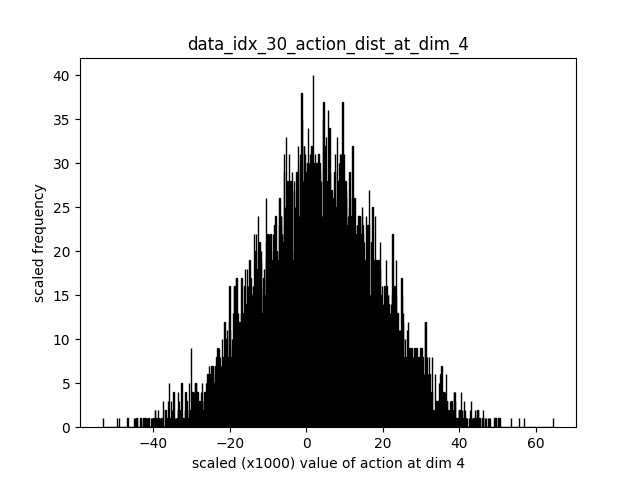 data_idx_30_action_dist_at_dim_4
40
35
30
25
20
15
10
5
0
scaled frequency
−40 −20 0 20 40 60
scaled (x1000) value of action at dim 4